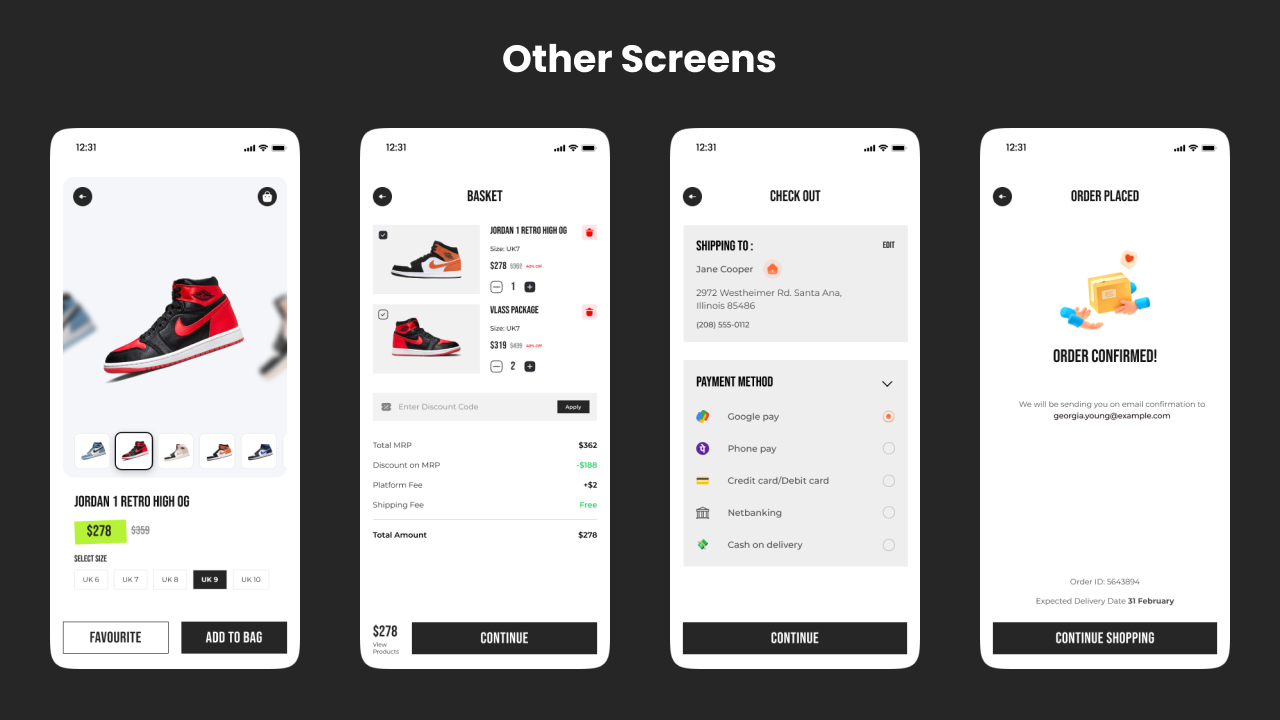 Other Screens
12:31
JORDAN 1 RETRO HIGH OG
$278 $359
SELECT SIZE
UK 6 UK 7 UK 8 UK 9 UK 10
FAVOURITE ADD TO BAG
12:31
BASKET
JORDAN 1 RETRO HIGH OG
Size: UK7
$278 $362 40% Off
1
VLASS PACKAGE
Size: UK7
$319 $439 40% Off
2
Enter Discount Code Apply
Total MRP $362
Discount on MRP -$188
Platform Fee +$2
Shipping Fee Free
Total Amount $278
$278
View
Products
CONTINUE
12:31
CHECK OUT
SHIPPING TO : EDIT
Jane Cooper
2972 Westheimer Rd. Santa Ana,
Illinois 85486
(208) 555-0112
PAYMENT METHOD
Google pay
Phone pay
Credit card/Debit card
Netbanking
Cash on delivery
CONTINUE
12:31
ORDER PLACED
ORDER CONFIRMED!
We will be sending you on email confirmation to
georgia.young@example.com
Order ID: 5643894
Expected Delivery Date 31 February
CONTINUE SHOPPING